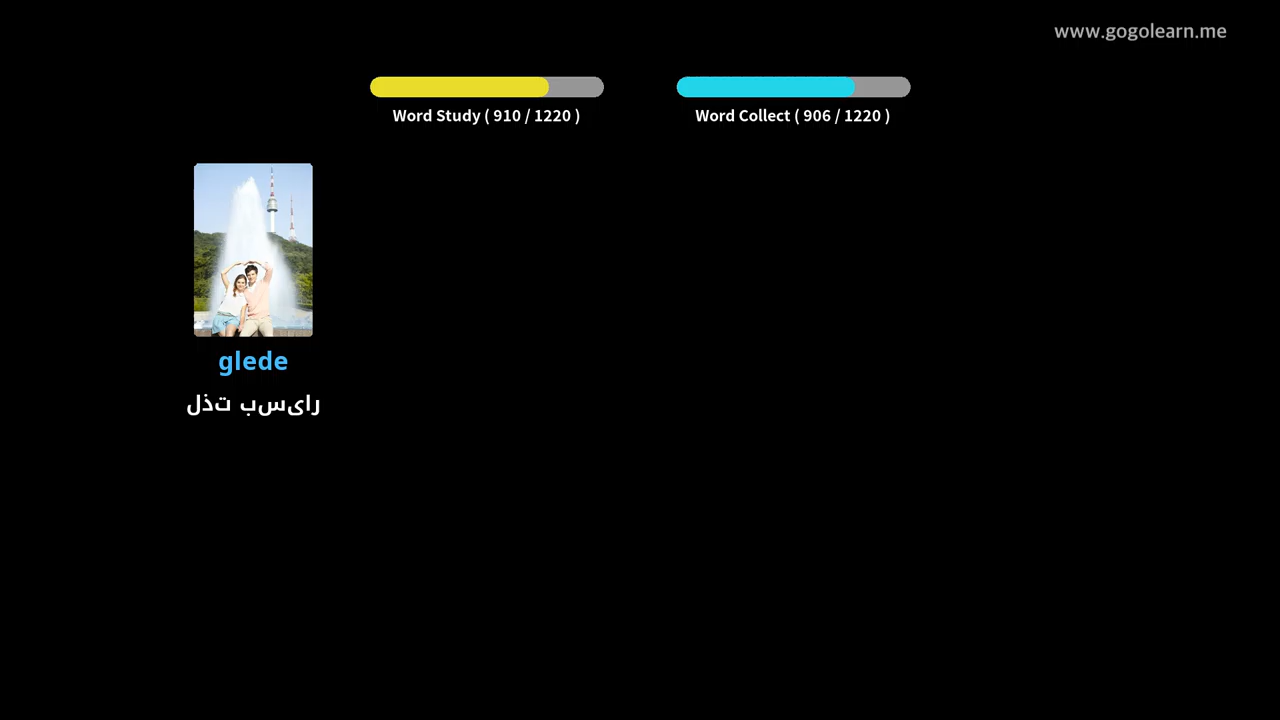 www.gogolearn.me
Word Study ( 910 / 1220 )
Word Collect ( 906 / 1220 )
glede
لذت بسیار